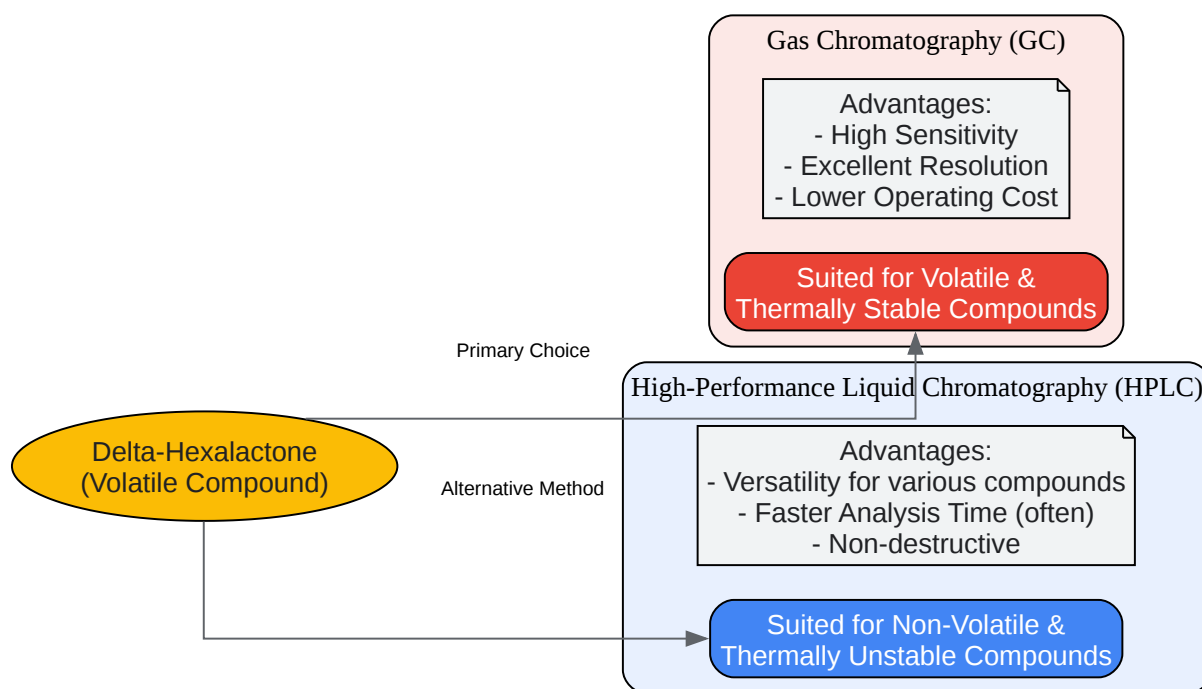 Gas Chromatography (GC)
Advantages:
- High Sensitivity
- Excellent Resolution
- Lower Operating Cost
Suited for Volatile &
Thermally Stable Compounds
Primary Choice
High-Performance Liquid Chromatography (HPLC)
Delta-Hexalactone
(Volatile Compound)
Alternative Method
Advantages:
- Versatility for various compounds
- Faster Analysis Time (often)
- Non-destructive
Suited for Non-Volatile &
Thermally Unstable Compounds